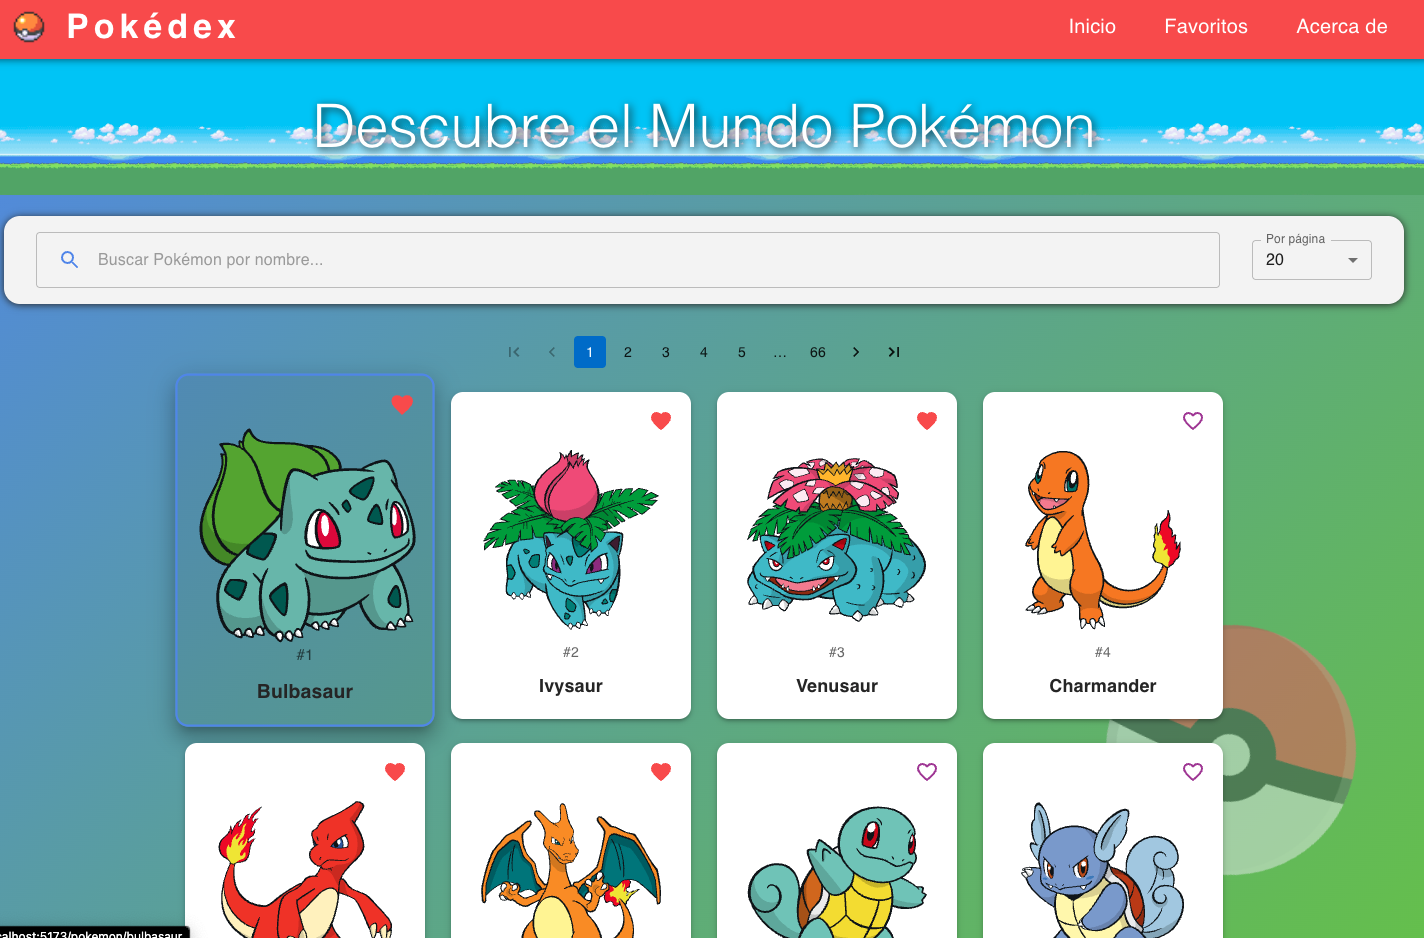 Pokédex
Inicio Favoritos Acerca de
Descubre el Mundo Pokémon
Buscar Pokémon por nombre...
Por página
20
1 2 3 4 5 ... 66
#1 #2 #3 #4
Bulbasaur Ivysaur Venusaur Charmander
alhost:5173/pokemon/bulbasaur